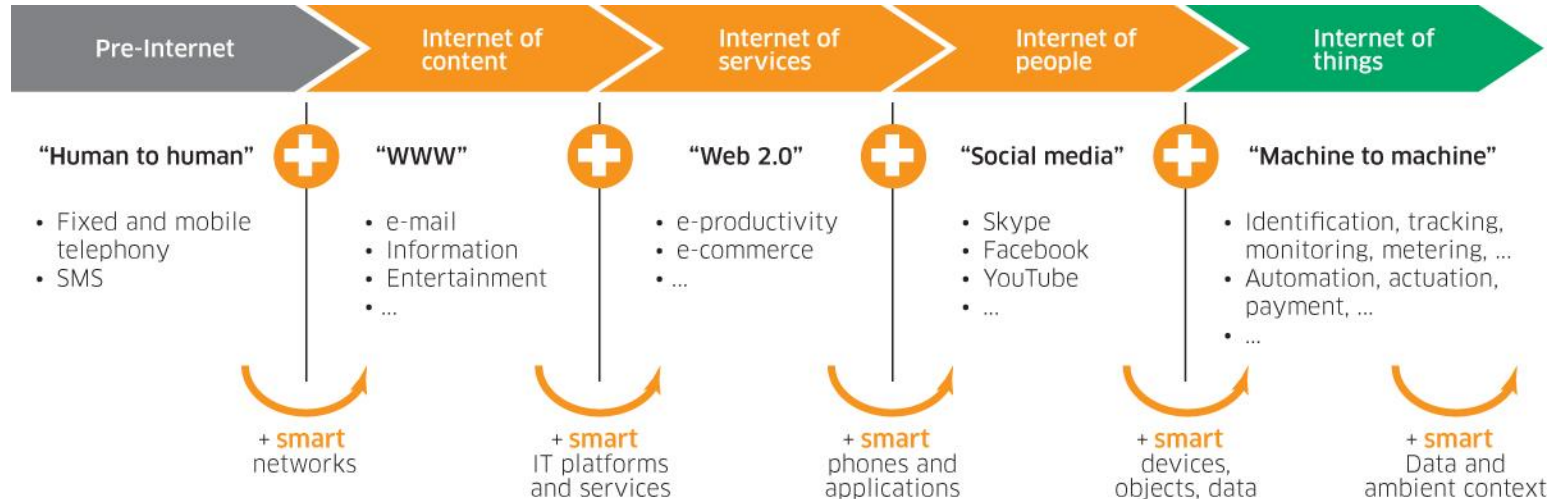 Pre-Internet
Internet of
content
Internet of
services
Internet of
people
Internet of
things
“Human to human”
“WWW”
“Web 2.0”
“Social media”
“Machine to machine”
• Fixed and mobile
telephony
• SMS
• e-mail
• Information
• Entertainment
• ...
• e-productivity
• e-commerce
• ...
• Skype
• Facebook
• YouTube
• ...
• Identification, tracking,
monitoring, metering, ...
• Automation, actuation,
payment, ...
• ...
+ smart
networks
+ smart
IT platforms
and services
+ smart
phones and
applications
+ smart
devices,
objects, data
+ smart
Data and
ambient context